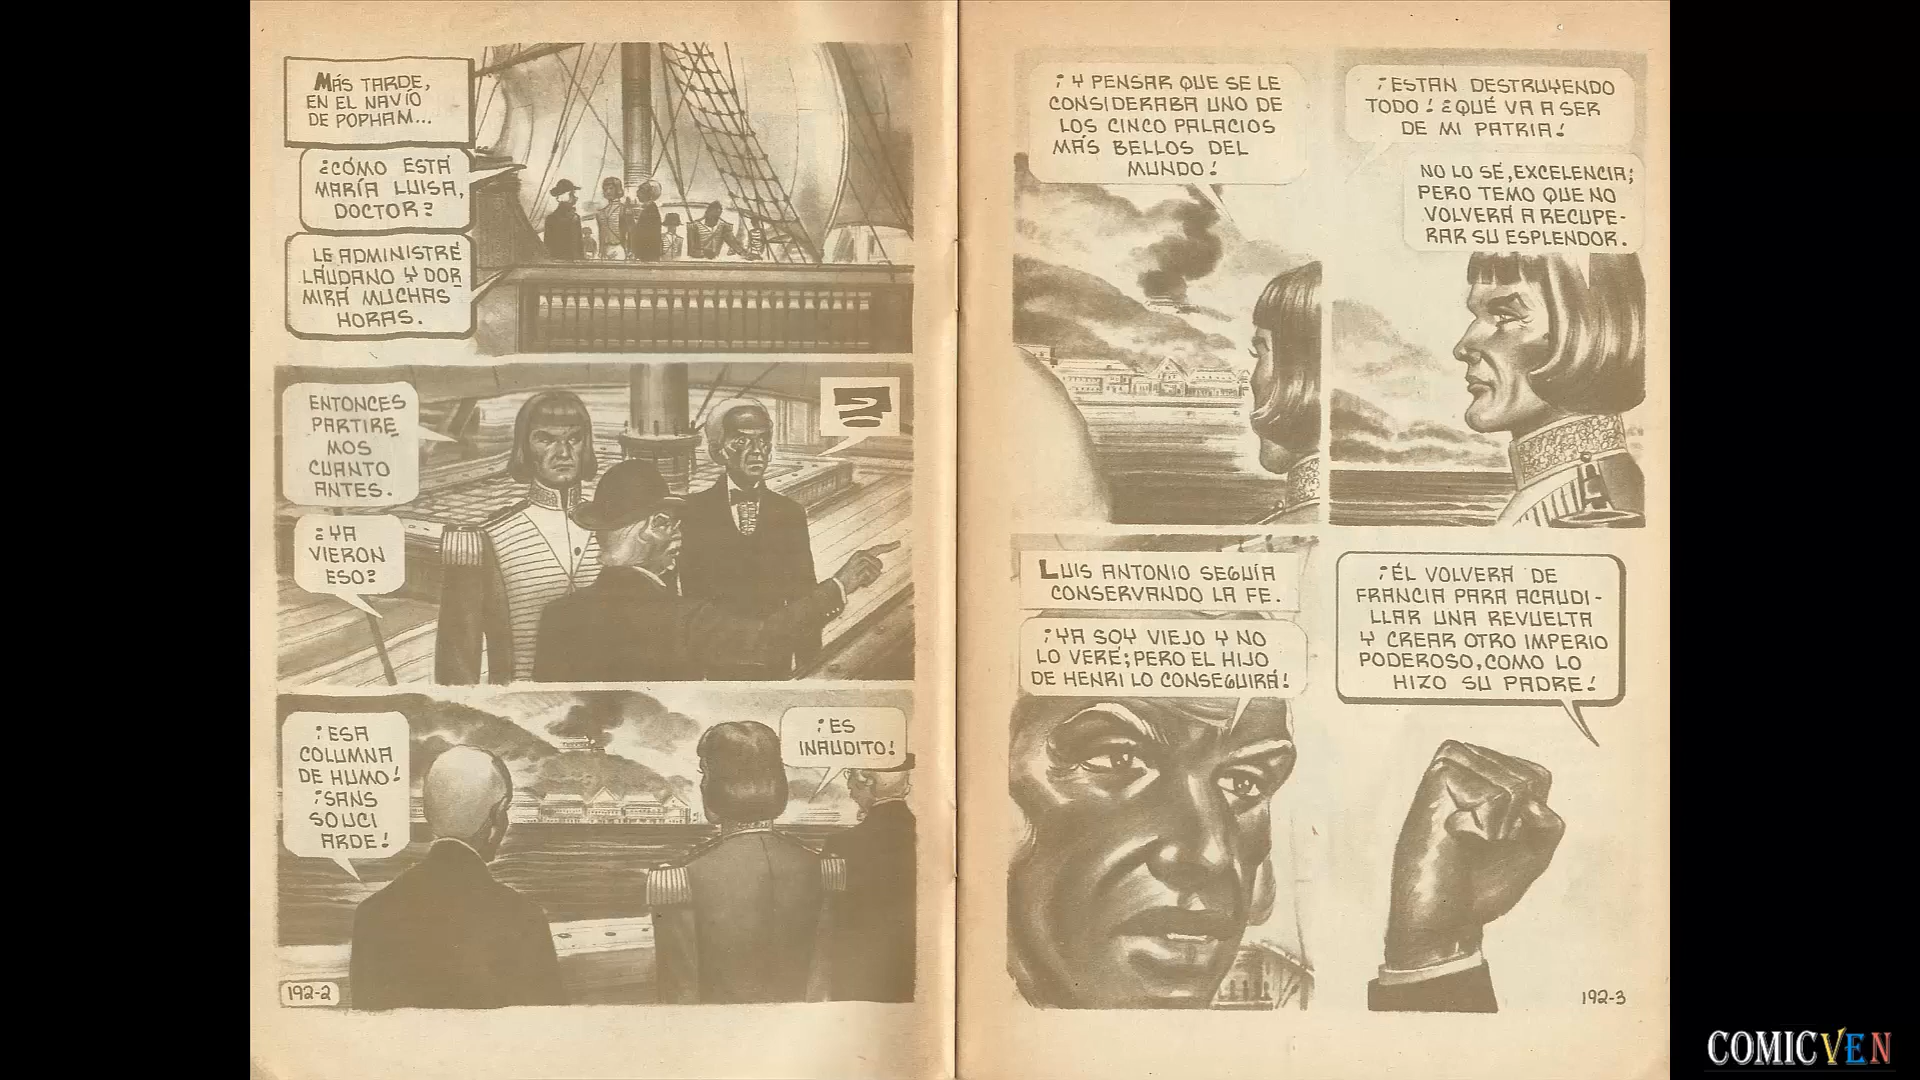 MÁS TARDE,
EN EL NAVÍO
DE POPHAM...
¿CÓMO ESTÁ
MARÍA LUISA,
DOCTOR?
LE ADMINISTRÉ
LÁUDANO Y DOR_
MIRÁ MUCHAS
HORAS.
ENTONCES
PARTIRE_
MOS
CUANTO
ANTES.
?
¿YA
VIERON
ESO?
¡ESA
COLUMNA
DE HUMO!
¡SANS
SOUCI
ARDE!
¡ES
INAUDITO!
192-2
¡Y PENSAR QUE SE LE
CONSIDERABA UNO DE
LOS CINCO PALACIOS
MÁS BELLOS DEL
MUNDO!
¡ESTAN DESTRUYENDO
TODO! ¿QUÉ VA A SER
DE MI PATRIA!
NO LO SÉ, EXCELENCIA;
PERO TEMO QUE NO
VOLVERÁ A RECUPE-
RAR SU ESPLENDOR.
LUIS ANTONIO SEGUÍA
CONSERVANDO LA FE.
¡YA SOY VIEJO Y NO
LO VERÉ; PERO EL HIJO
DE HENRI LO CONSEGUIRÁ!
¡ÉL VOLVERÁ DE
FRANCIA PARA ACAUDI-
LLAR UNA REVUELTA
Y CREAR OTRO IMPERIO
PODEROSO, COMO LO
HIZO SU PADRE!
192-3
COMICVEN